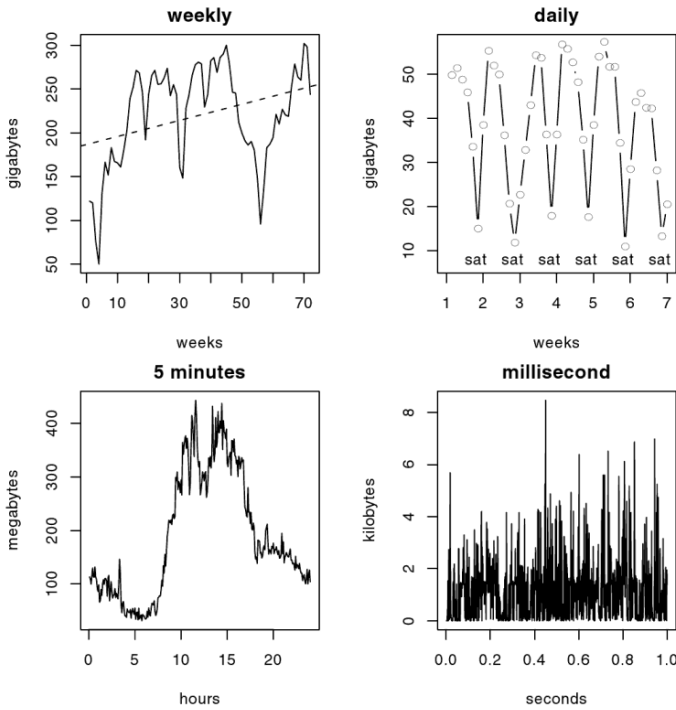 weekly
gigabytes
50 100 150 200 250 300
0 10 30 50 70
weeks
daily
gigabytes
10 20 30 40 50
sat sat sat sat sat sat
1 2 3 4 5 6 7
weeks
5 minutes
megabytes
100 200 300 400
0 5 10 15 20
hours
millisecond
kilobytes
0 2 4 6 8
0.0 0.2 0.4 0.6 0.8 1.0
seconds